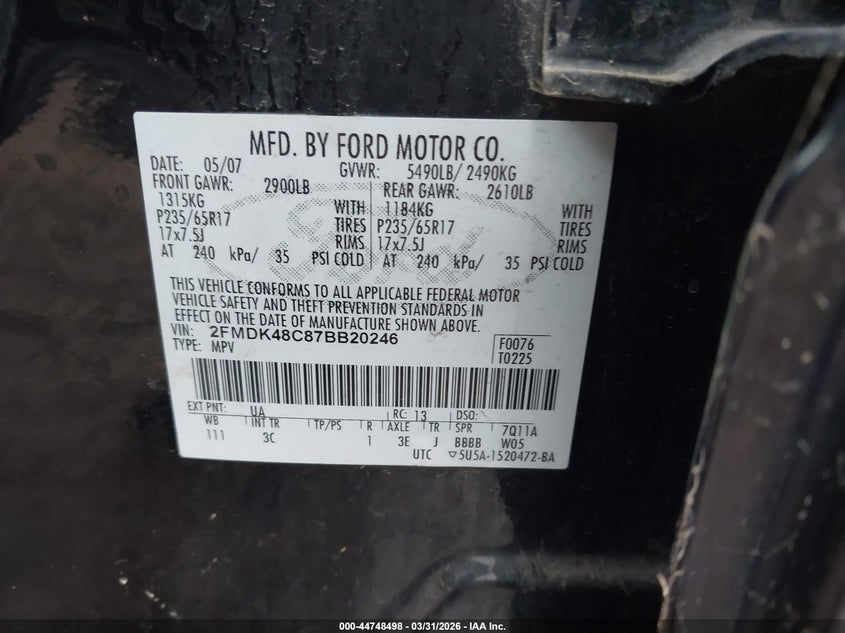 MFD. BY FORD MOTOR CO.
DATE: 05/07 GVWR: 5490LB/ 2490KG
FRONT GAWR: 2900LB REAR GAWR: 2610LB
1315KG WITH 1184KG WITH
P235/65R17 TIRES P235/65R17 TIRES
17x7.5J RIMS 17x7.5J RIMS
AT 240 kPa/ 35 PSI COLD AT 240 kPa/ 35 PSI COLD
THIS VEHICLE CONFORMS TO ALL APPLICABLE FEDERAL MOTOR
VEHICLE SAFETY AND THEFT PREVENTION STANDARDS IN
EFFECT ON THE DATE OF MANUFACTURE SHOWN ABOVE.
VIN: 2FMDK48C87BB20246 F0076
TYPE: MPV T0225
EXT PNT: UA RC: 13 DSO:
WB INT TR TP/PS R AXLE TR SPR 7Q11A
111 3C 1 3E J BBBB W05
UTC ▽5U5A-1520472-BA
Ford
000-44748498 - 03/31/2026 - IAA Inc.